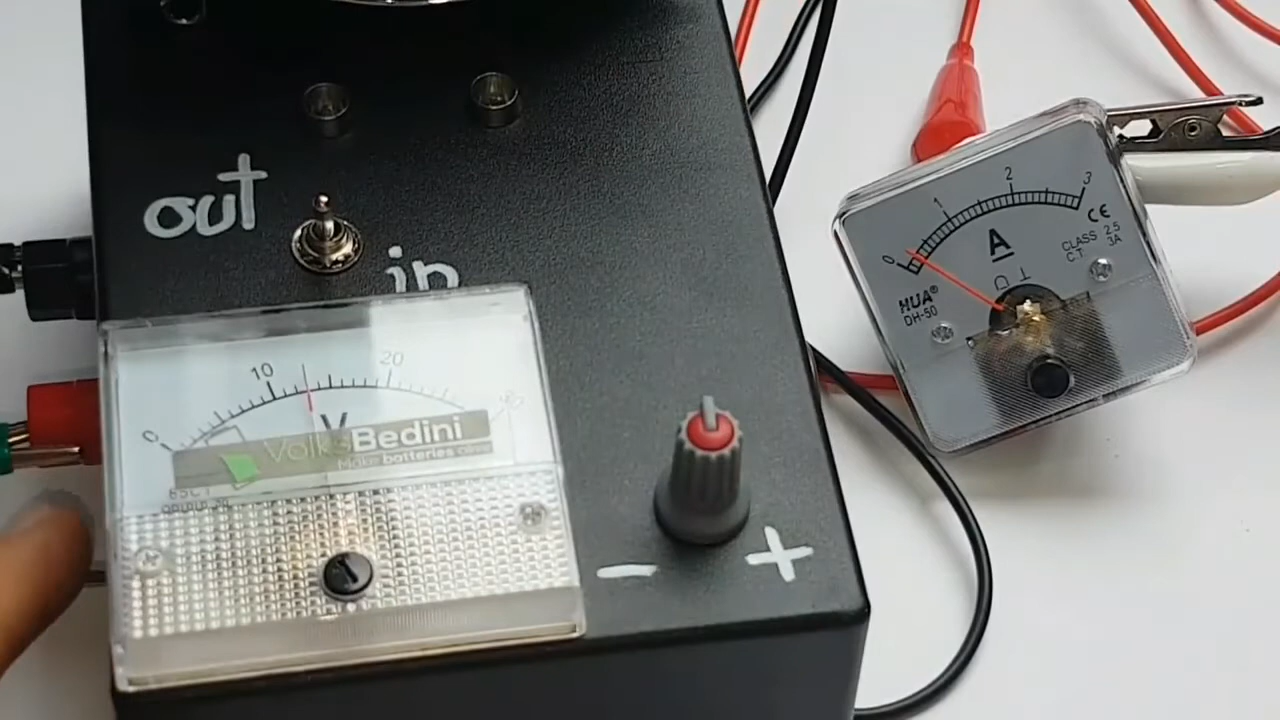 out
in
0 10 20
V
VolksBedini
Make batteries
- +
0 1 2 3
A
CE
CLASS 2.5
C.T 3A
HUA®
DH-50